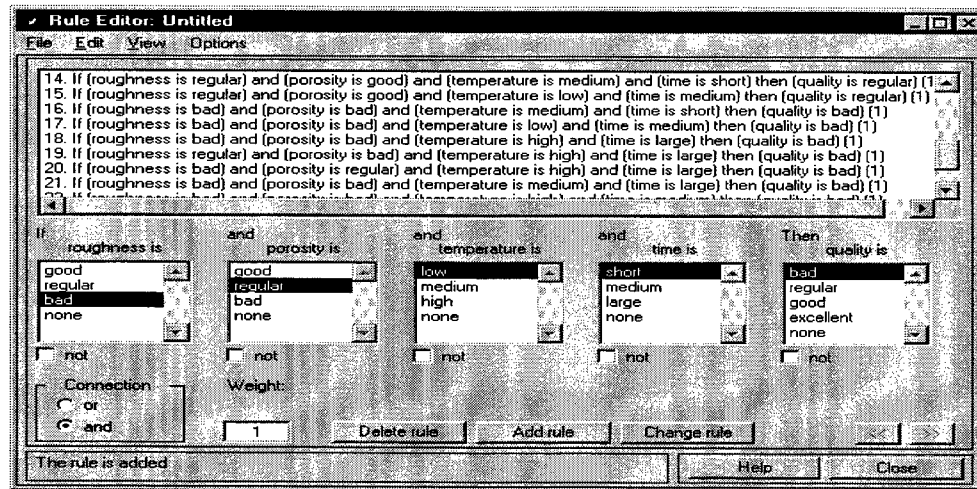 Rule Editor: Untitled
File Edit View Options
14. If (roughness is regular) and (porosity is good) and (temperature is medium) and (time is short) then (quality is regular) (1
15. If (roughness is regular) and (porosity is good) and (temperature is low) and (time is medium) then (quality is regular) (1)
16. If (roughness is bad) and (porosity is bad) and (temperature is medium) and (time is short) then (quality is bad) (1)
17. If (roughness is bad) and (porosity is bad) and (temperature is low) and (time is medium) then (quality is bad) (1)
18. If (roughness is bad) and (porosity is bad) and (temperature is high) and (time is large) then (quality is bad) (1)
19. If (roughness is regular) and (porosity is bad) and (temperature is high) and (time is large) then (quality is bad) (1)
20. If (roughness is bad) and (porosity is regular) and (temperature is high) and (time is large) then (quality is bad) (1)
21. If (roughness is bad) and (porosity is bad) and (temperature is medium) and (time is large) then (quality is bad) (1)
If and and and Then
roughness is porosity is temperature is time is quality is
good good low short bad
regular regular medium medium regular
bad bad high large good
none none none none excellent
none
not not not not not
Connection Weight:
or
and 1 Delete rule Add rule Change rule << >>
The rule is added Help Close